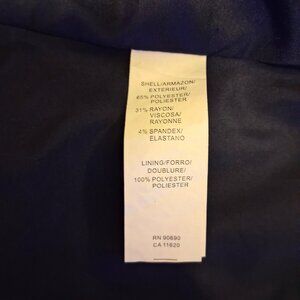 SHELL/ARMAZON/
EXTERIEUR/
65% POLYESTER/
POLIESTER
31% RAYON/
VISCOSA/
RAYONNE
4% SPANDEX/
ELASTANO
LINING/FORRO/
DOUBLURE/
100% POLYESTER/
POLIESTER
RN 90690
CA 11620